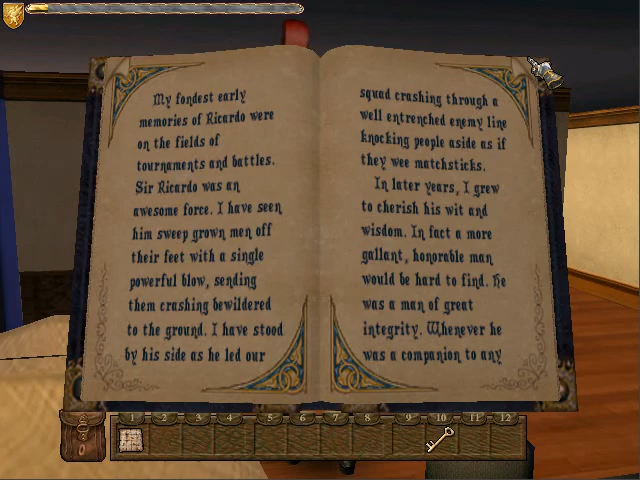 My fondest early
memories of Ricardo were
on the fields of
tournaments and battles.
Sir Ricardo was an
awesome force. I have seen
him sweep grown men off
their feet with a single
powerful blow, sending
them crashing bewildered
to the ground. I have stood
by his side as he led our
squad crashing through a
well entrenched enemy line
knocking people aside as if
they wee matchsticks.
In later years, I grew
to cherish his wit and
wisdom. In fact a more
gallant, honorable man
would be hard to find. He
was a man of great
integrity. Whenever he
was a companion to any
1 2 3 4 5 6 7 8 9 10 11 12